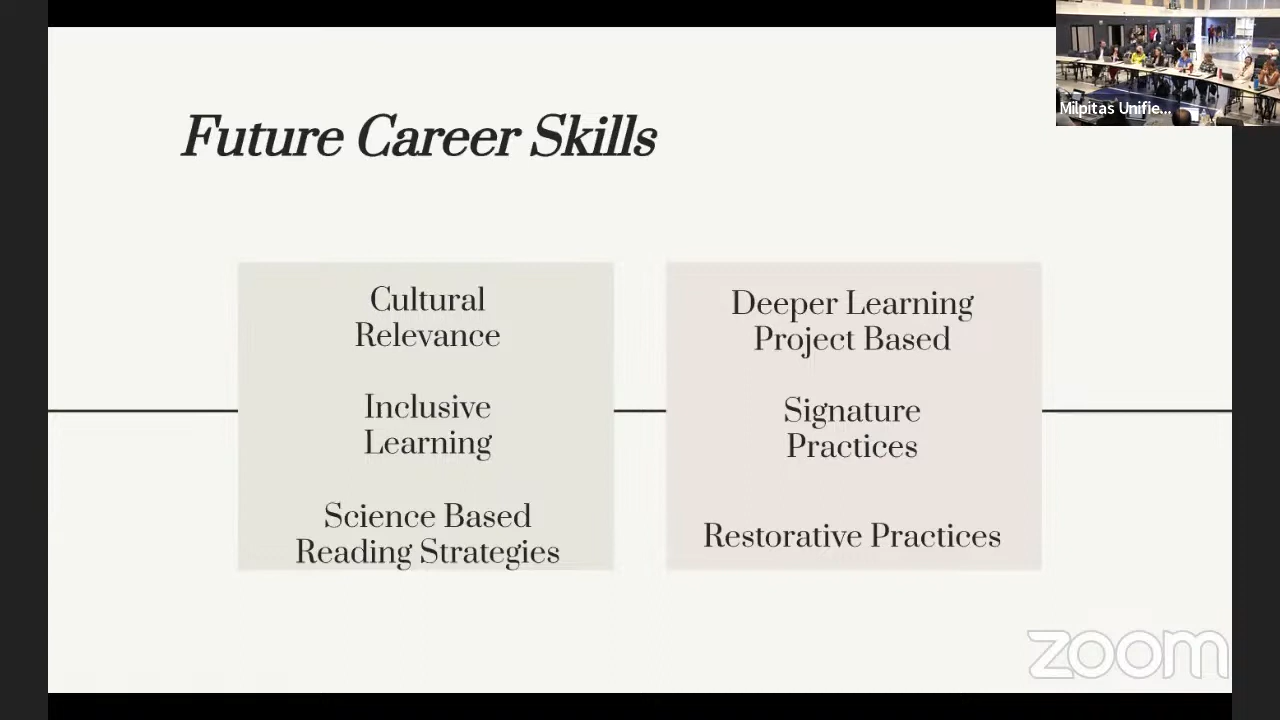 Future Career Skills
Milpitas Unifie...
Cultural
Relevance
Inclusive
Learning
Science Based
Reading Strategies
Deeper Learning
Project Based
Signature
Practices
Restorative Practices
zoom